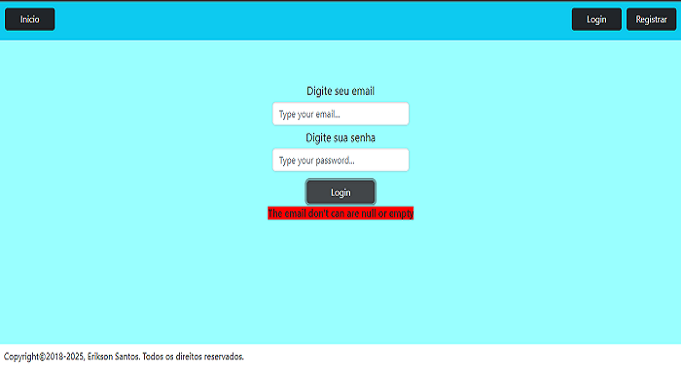 Inicio
Login
Registrar
Digite seu email
Type your email...
Digite sua senha
Type your password...
Login
The email don't can are null or empty
Copyright©2018-2025, Erikson Santos. Todos os direitos reservados.